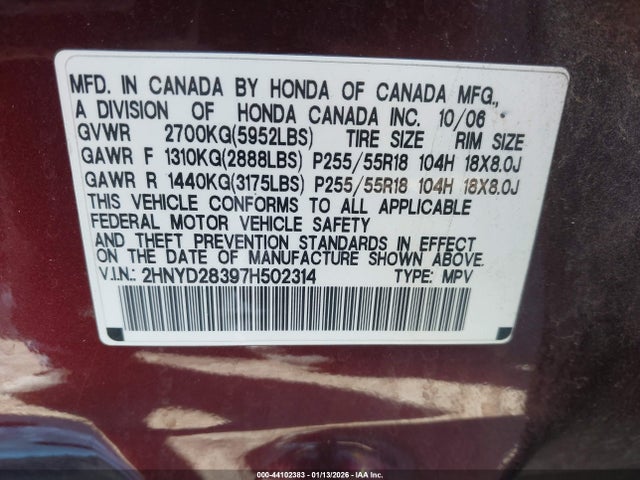 MFD. IN CANADA BY HONDA OF CANADA MFG.,
A DIVISION OF HONDA CANADA INC. 10/06
GVWR 2700KG(5952LBS) TIRE SIZE RIM SIZE
GAWR F 1310KG(2888LBS) P255/55R18 104H 18X8.0J
GAWR R 1440KG(3175LBS) P255/55R18 104H 18X8.0J
THIS VEHICLE CONFORMS TO ALL APPLICABLE
FEDERAL MOTOR VEHICLE SAFETY
AND THEFT PREVENTION STANDARDS IN EFFECT
ON THE DATE OF MANUFACTURE SHOWN ABOVE.
V.I.N.: 2HNYD28397H502314 TYPE: MPV
000-44102383 - 01/13/2026 - IAA Inc.